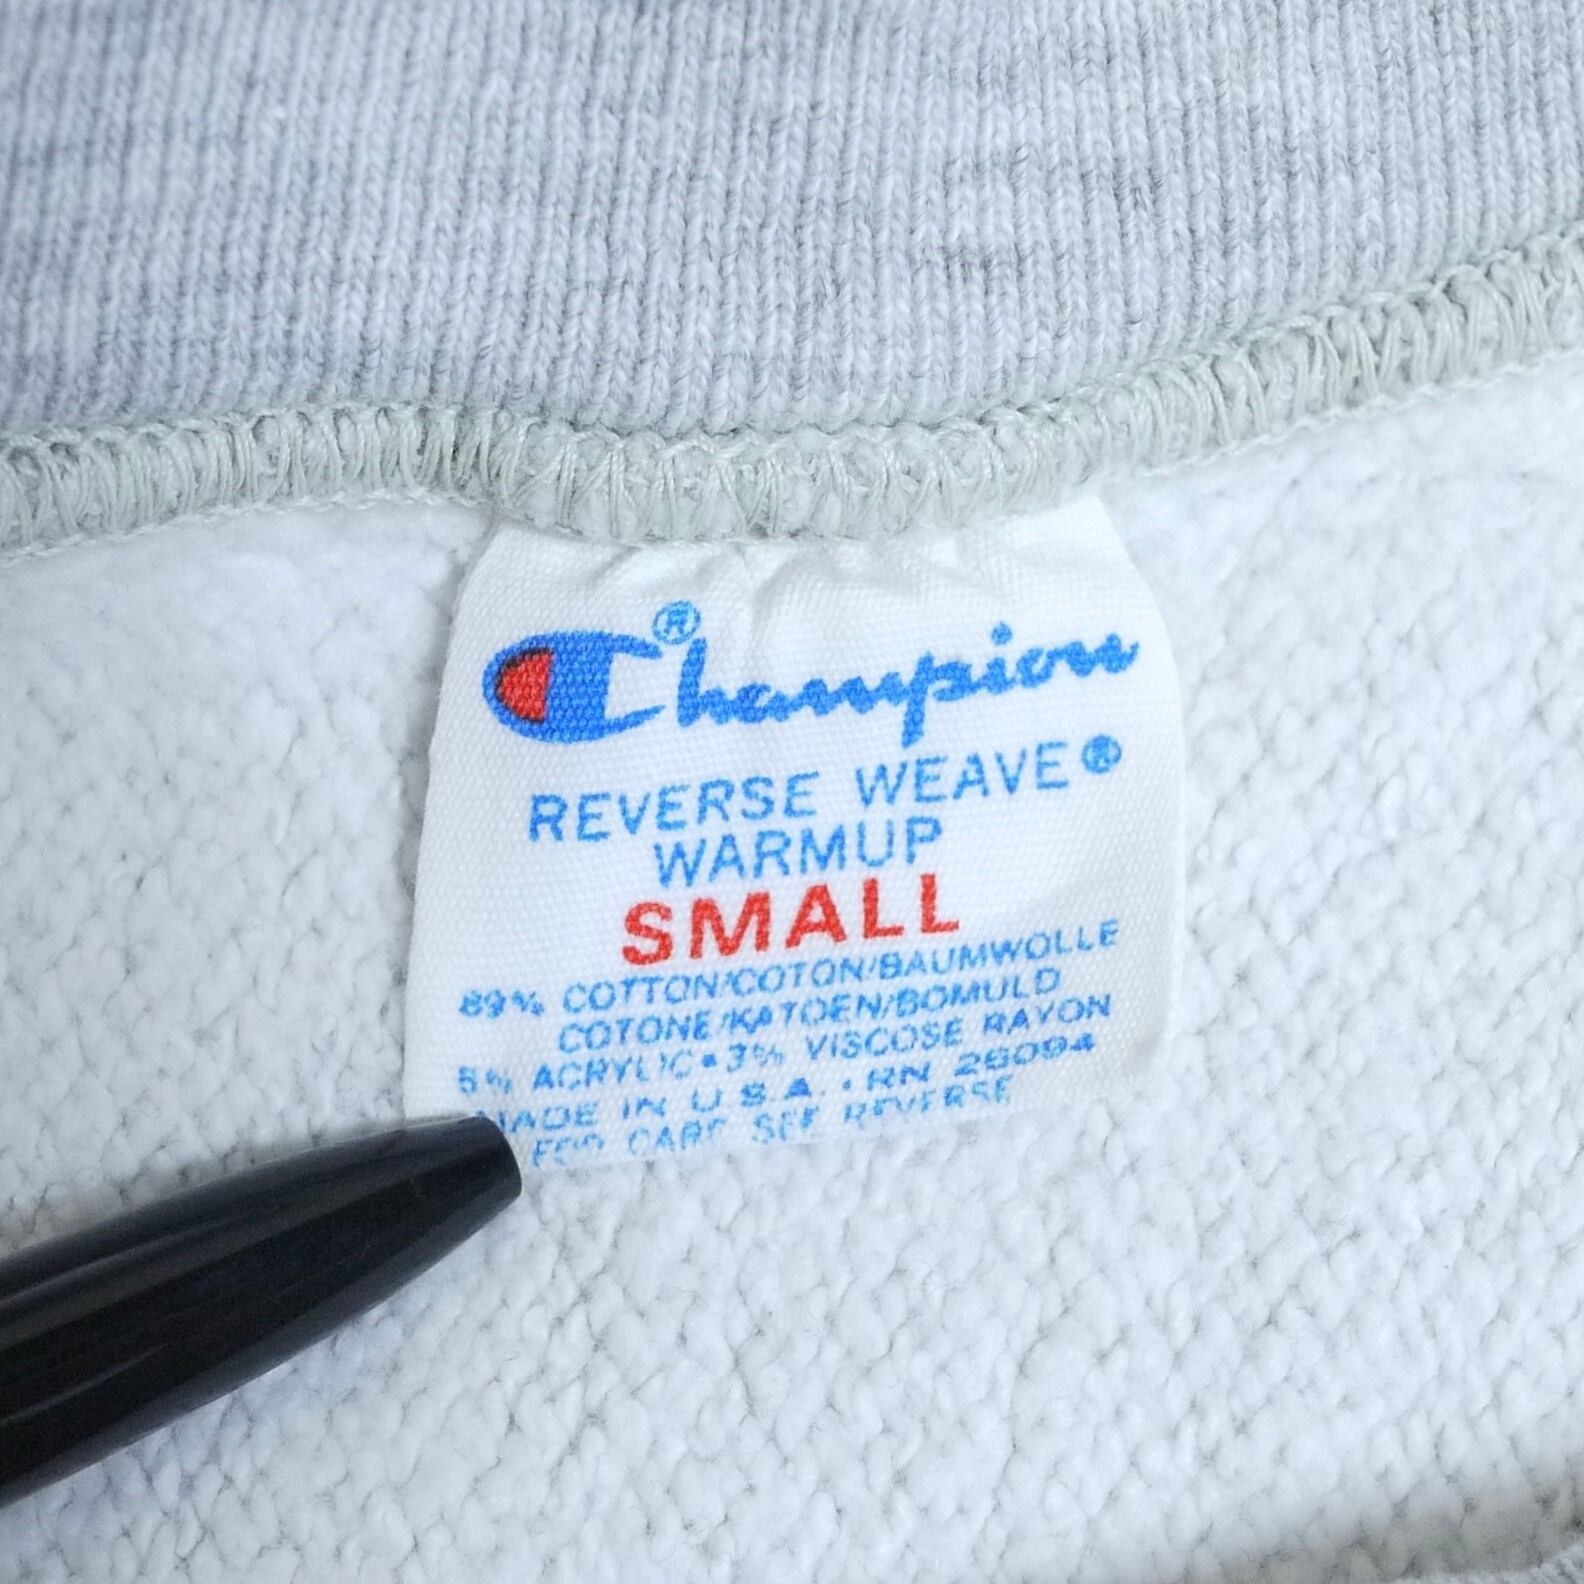 Champion®
REVERSE WEAVE®
WARMUP
SMALL
89% COTTON/COTON/BAUMWOLLE
COTONE/KATOEN/BOMULD
% ACRYLIC • 3% VISCOSE RAYON
MADE IN U.S.A. • RN 26094
FOR CARE SEE REVERSE